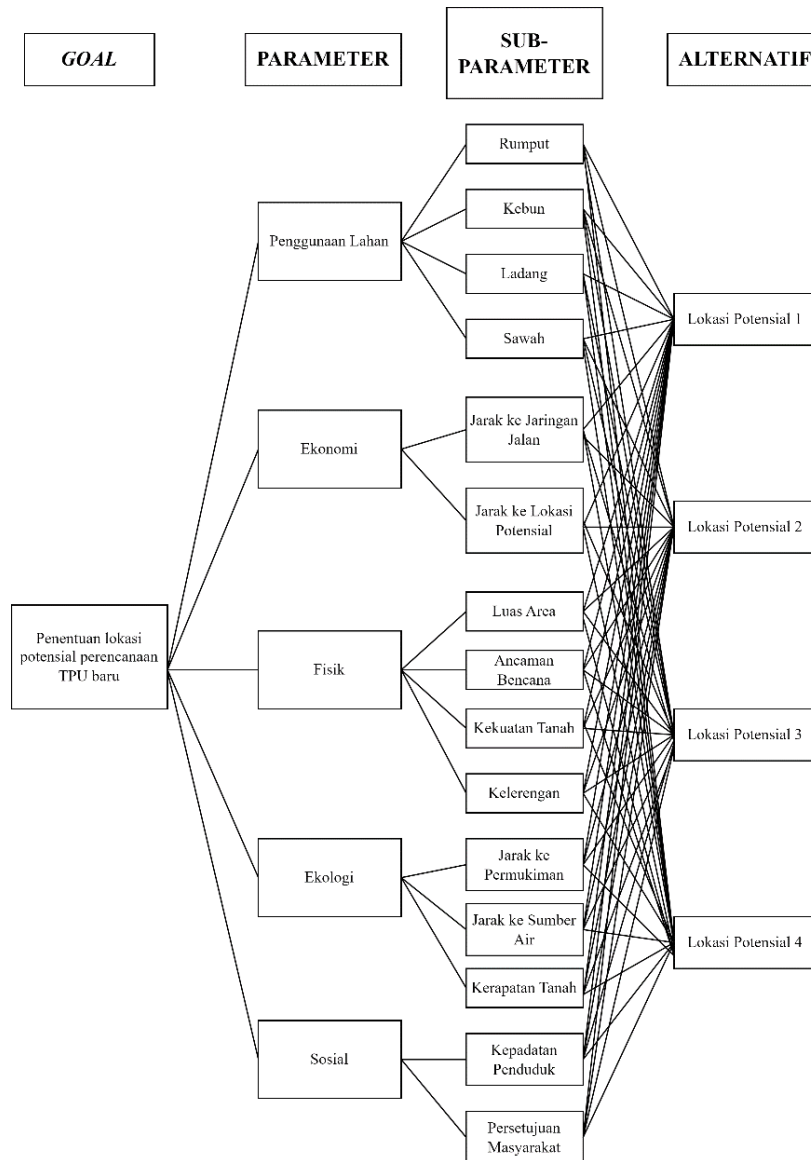 GOAL
PARAMETER
SUB-
PARAMETER
ALTERNATIF
Penentuan lokasi
potensial perencanaan
TPU baru
Penggunaan Lahan
Ekonomi
Fisik
Ekologi
Sosial
Rumput
Kebun
Ladang
Sawah
Jarak ke Jaringan
Jalan
Jarak ke Lokasi
Potensial
Luas Area
Ancaman
Bencana
Kekuatan Tanah
Kelerengan
Jarak ke
Permukiman
Jarak ke Sumber
Air
Kerapatan Tanah
Kepadatan
Penduduk
Persetujuan
Masyarakat
Lokasi Potensial 1
Lokasi Potensial 2
Lokasi Potensial 3
Lokasi Potensial 4